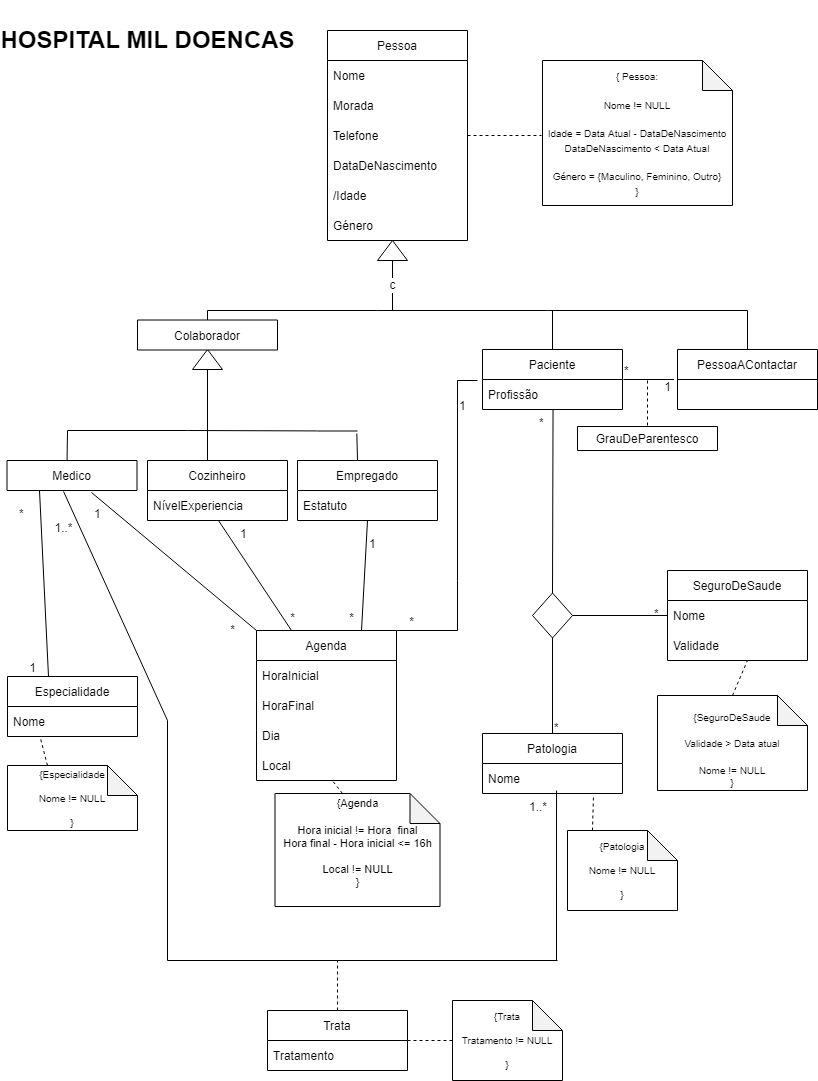 HOSPITAL MIL DOENCAS
Pessoa
Nome
Morada
Telefone
DataDeNascimento
/Idade
Género
{ Pessoa:
Nome != NULL
Idade = Data Atual - DataDeNascimento
DataDeNascimento < Data Atual
Género = {Maculino, Feminino, Outro}
}
c
Colaborador
Paciente
Profissão
*
1
PessoaAContactar
GrauDeParentesco
1
*
Medico
Cozinheiro
NívelExperiencia
Empregado
Estatuto
*
1..*
1
1
1
*
*
*
*
Agenda
HoraInicial
HoraFinal
Dia
Local
SeguroDeSaude
Nome
Validade
*
1
Especialidade
Nome
{SeguroDeSaude
Validade > Data atual
Nome != NULL
}
*
Patologia
Nome
1..*
{Especialidade
Nome != NULL
}
{Agenda
Hora inicial != Hora final
Hora final - Hora inicial <= 16h
Local != NULL
}
{Patologia
Nome != NULL
}
Trata
Tratamento
{Trata
Tratamento != NULL
}